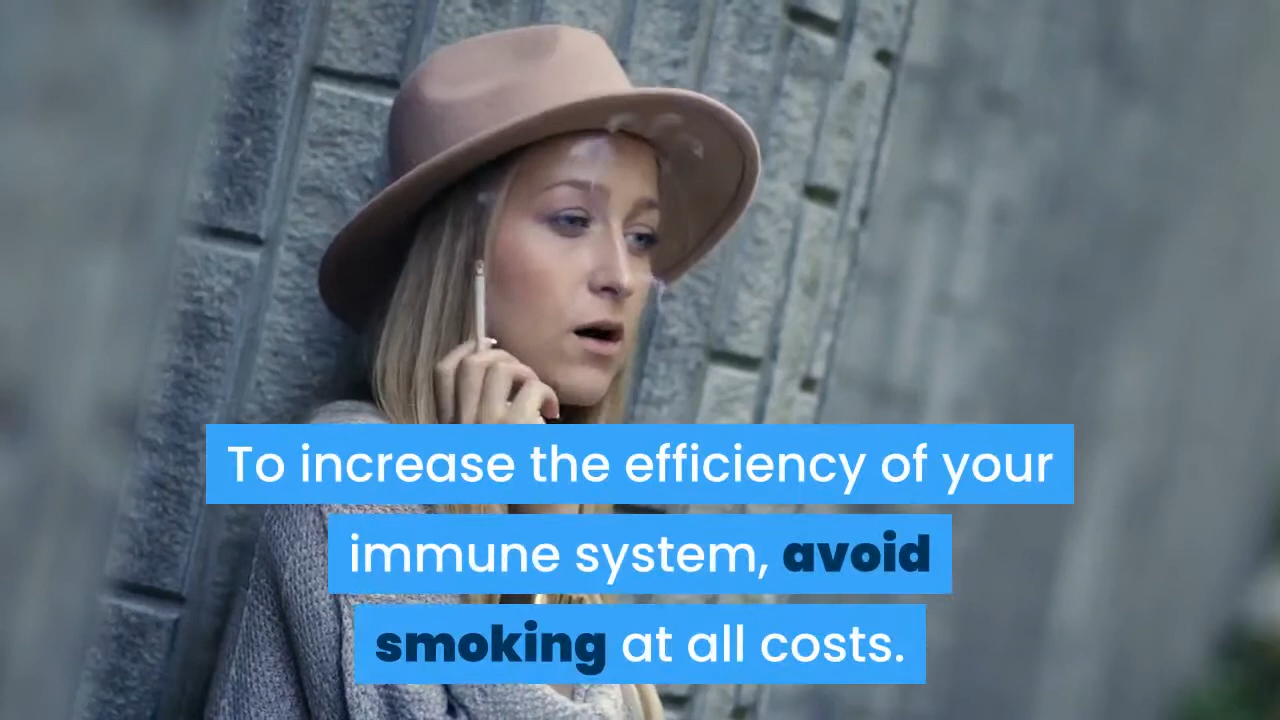 To increase the efficiency of your
immune system, avoid
smoking at all costs.